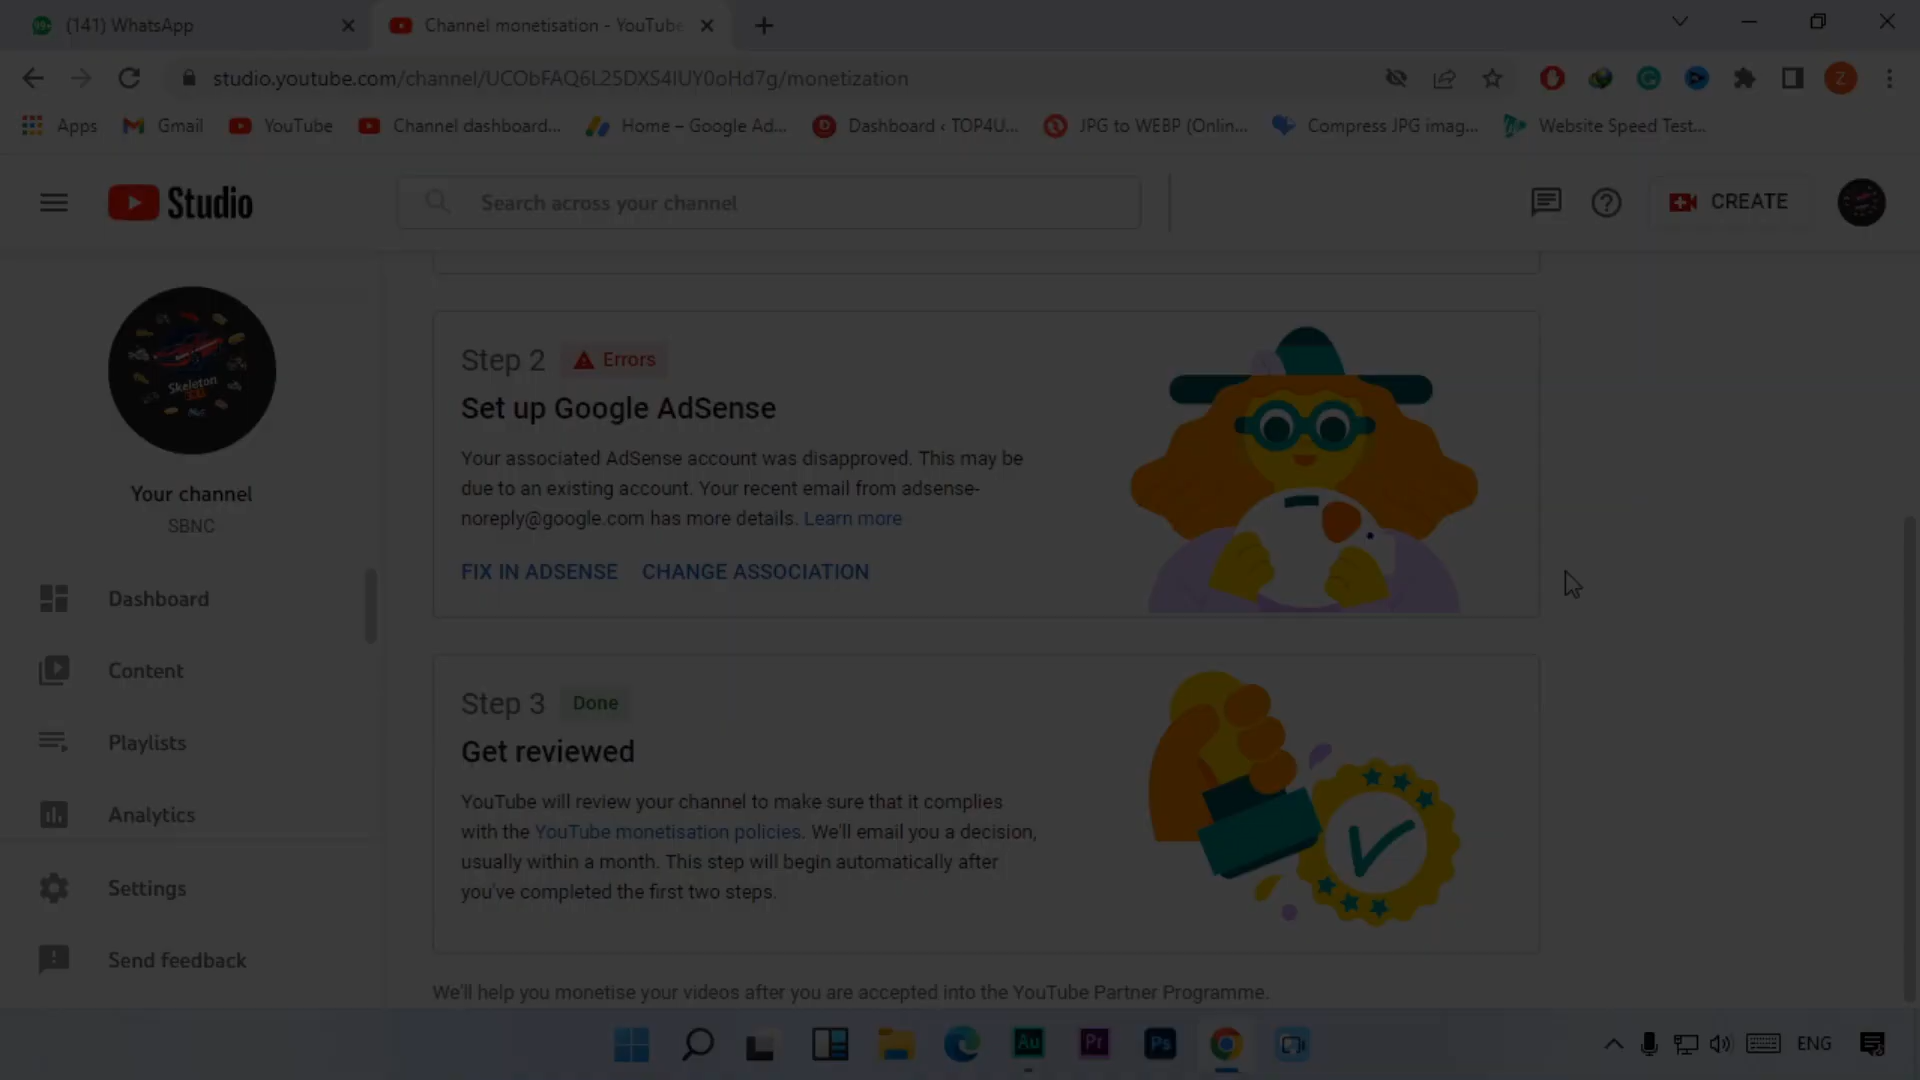 (141) WhatsApp
Channel monetisation - YouTube
studio.youtube.com/channel/UCObFAQ6L25DXS4IUY0oHd7g/monetization
Apps
Gmail
YouTube
Channel dashboard...
Home – Google Ad...
Dashboard ‹ TOP4U...
JPG to WEBP (Onlin...
Compress JPG imag...
Website Speed Test...
Z
Studio
Search across your channel
CREATE
Skeleton
Your channel
SBNC
Dashboard
Content
Playlists
Analytics
Settings
Send feedback
Step 2
Errors
Set up Google AdSense
Your associated AdSense account was disapproved. This may be
due to an existing account. Your recent email from adsense-
noreply@google.com has more details. Learn more
FIX IN ADSENSE
CHANGE ASSOCIATION
Step 3
Done
Get reviewed
YouTube will review your channel to make sure that it complies
with the YouTube monetisation policies. We'll email you a decision,
usually within a month. This step will begin automatically after
you've completed the first two steps.
We'll help you monetise your videos after you are accepted into the YouTube Partner Programme.
Au
Pr
Ps
ENG